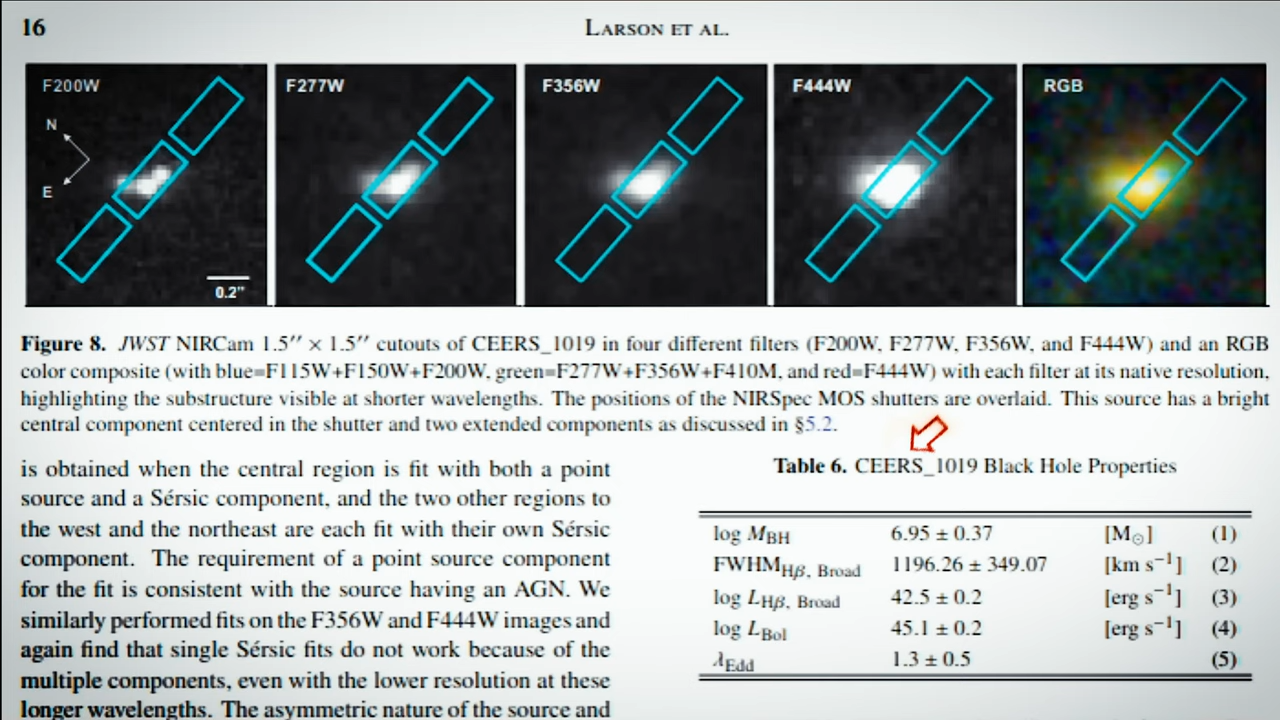 16
LARSON ET AL.
F200W
F277W
F356W
F444W
RGB
N
E
0.2"
Figure 8. JWST NIRCam 1.5″ × 1.5″ cutouts of CEERS_1019 in four different filters (F200W, F277W, F356W, and F444W) and an RGB
color composite (with blue=F115W+F150W+F200W, green=F277W+F356W+F410M, and red=F444W) with each filter at its native resolution,
highlighting the substructure visible at shorter wavelengths. The positions of the NIRSpec MOS shutters are overlaid. This source has a bright
central component centered in the shutter and two extended components as discussed in §5.2.
is obtained when the central region is fit with both a point
source and a Sérsic component, and the two other regions to
the west and the northeast are each fit with their own Sérsic
component. The requirement of a point source component
for the fit is consistent with the source having an AGN. We
similarly performed fits on the F356W and F444W images and
again find that single Sérsic fits do not work because of the
multiple components, even with the lower resolution at these
longer wavelengths. The asymmetric nature of the source and
Table 6. CEERS_1019 Black Hole Properties
log M_BH 6.95 ± 0.37 [M⊙] (1)
FWHM_Hβ, Broad 1196.26 ± 349.07 [km s⁻¹] (2)
log L_Hβ, Broad 42.5 ± 0.2 [erg s⁻¹] (3)
log L_Bol 45.1 ± 0.2 [erg s⁻¹] (4)
λ_Edd 1.3 ± 0.5 (5)